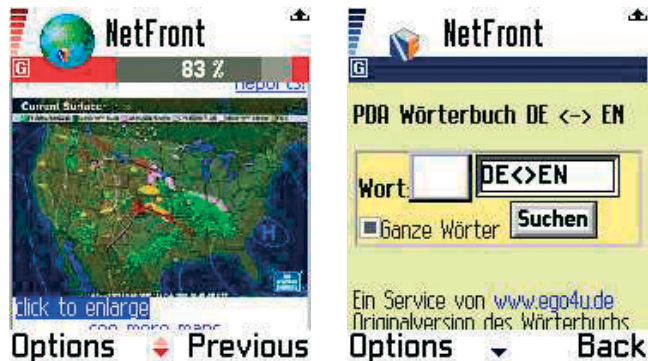 NetFront
G
83 %
Reports!
Current Surface
H
click to enlarge
see more maps
Options Previous
NetFront
G
PDA Wörterbuch DE <-> EN
Wort:
DE<>EN
Ganze Wörter
Suchen
Ein Service von www.ego4u.de
Originalversion des Wörterbuchs
Options Back